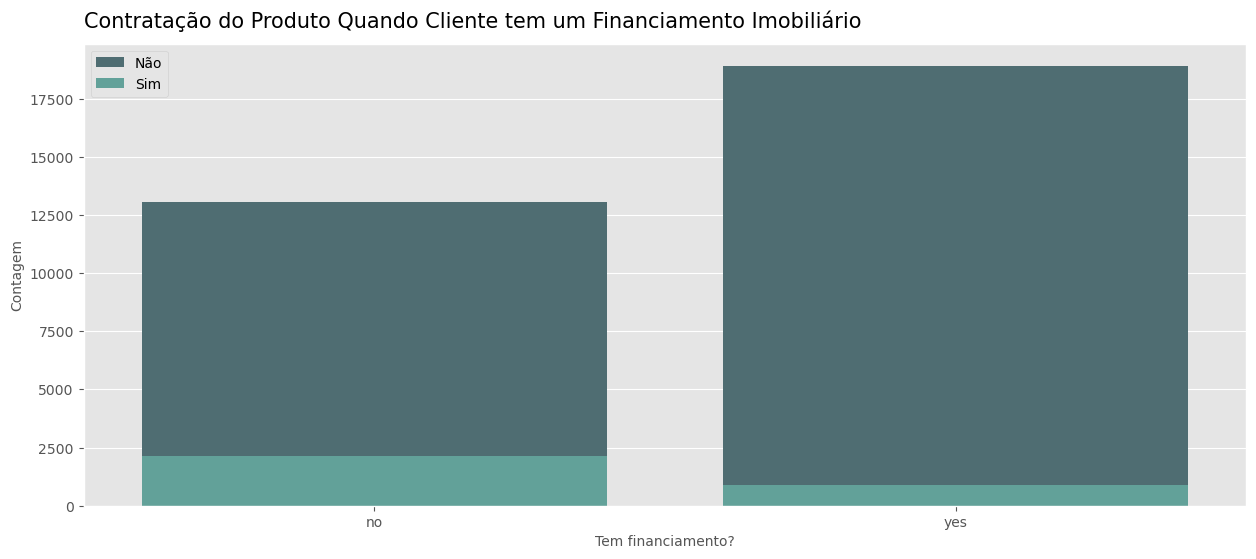 Contratação do Produto Quando Cliente tem um Financiamento Imobiliário
Não
Sim
17500
15000
12500
10000
7500
5000
2500
0
Contagem
no
yes
Tem financiamento?